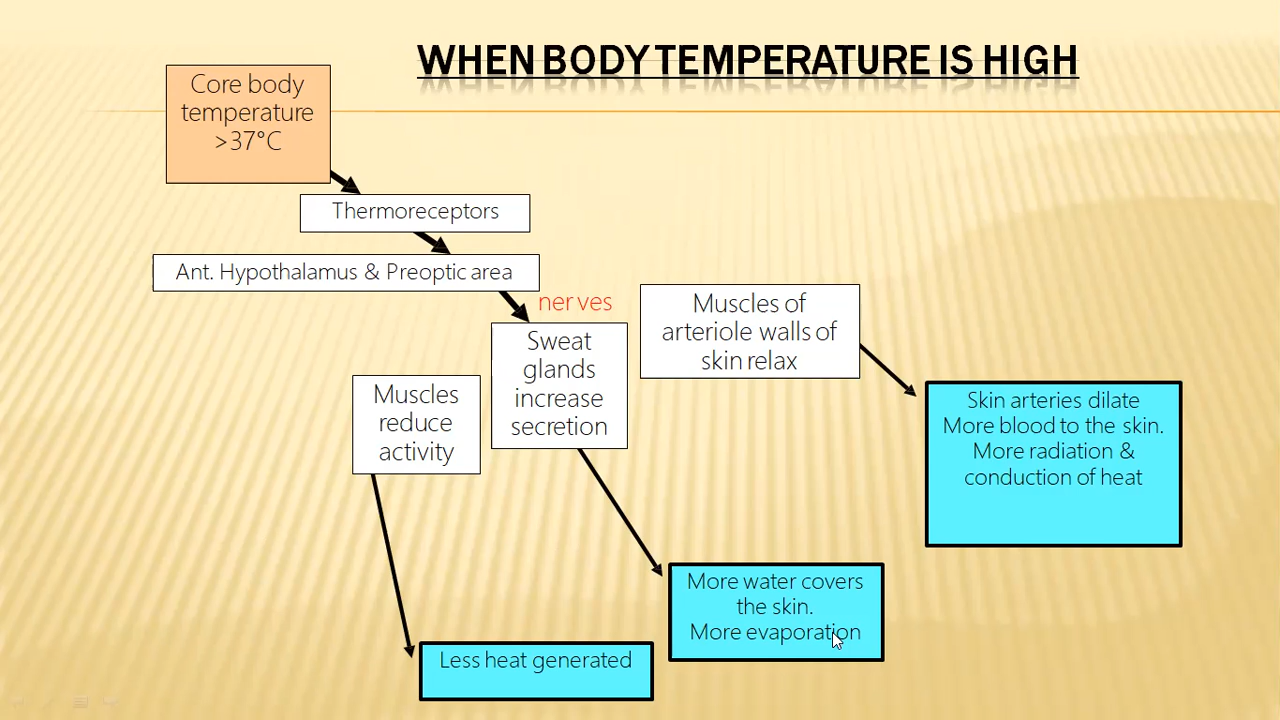 WHEN BODY TEMPERATURE IS HIGH
Core body
temperature
>37°C
Thermoreceptors
Ant. Hypothalamus & Preoptic area
nerves
Muscles of
arteriole walls of
skin relax
Sweat
glands
increase
secretion
Muscles
reduce
activity
Skin arteries dilate
More blood to the skin.
More radiation &
conduction of heat
More water covers
the skin.
More evaporation
Less heat generated